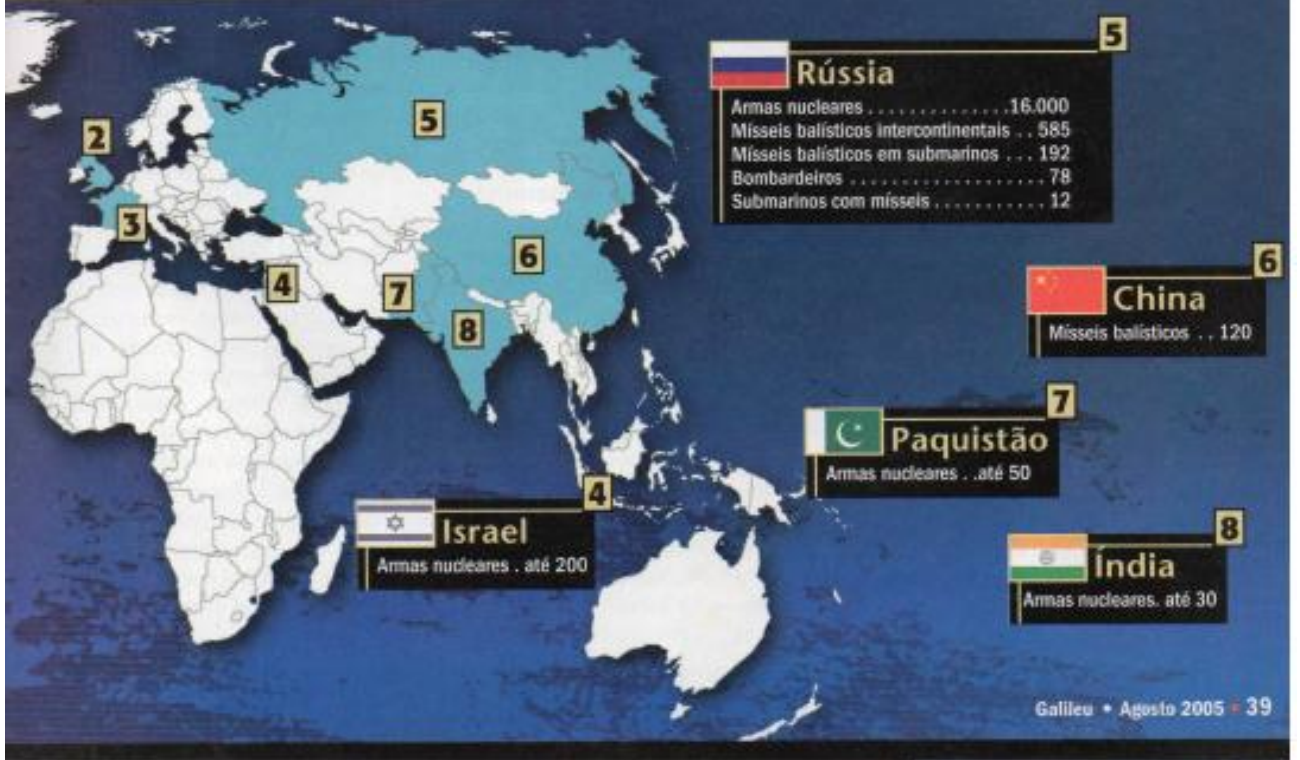 2
3
4
5
6
7
8
5
Rússia
Armas nucleares . . . . . . . . . . . . . . .16.000
Mísseis balísticos intercontinentais . . 585
Mísseis balísticos em submarinos . . . 192
Bombardeiros . . . . . . . . . . . . . . . . . . . . 78
Submarinos com mísseis . . . . . . . . . . . 12
6
China
Mísseis balísticos . . 120
7
Paquistão
Armas nucleares . .até 50
4
Israel
Armas nucleares . até 200
8
Índia
Armas nucleares. até 30
Galileu • Agosto 2005 • 39